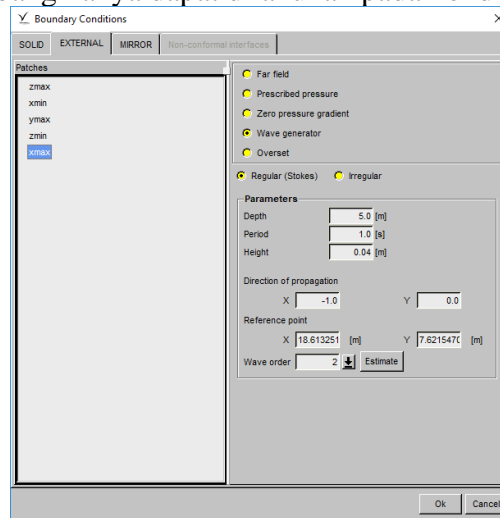 Boundary Conditions
SOLID EXTERNAL MIRROR Non-conformal interfaces
Patches
zmax
xmin
ymax
zmin
xmax
Far field
Prescribed pressure
Zero pressure gradient
Wave generator
Overset
Regular (Stokes) Irregular
Parameters
Depth 5.0 [m]
Period 1.0 [s]
Height 0.04 [m]
Direction of propagation
X -1.0 Y 0.0
Reference point
X 18.613251 [m] Y 7.621547( [m]
Wave order 2 Estimate
Ok Cancel